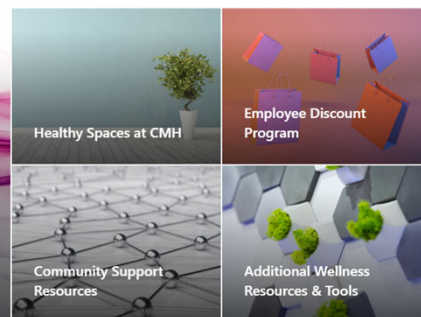 Healthy Spaces at CMH
Employee Discount
Program
Community Support
Resources
Additional Wellness
Resources & Tools